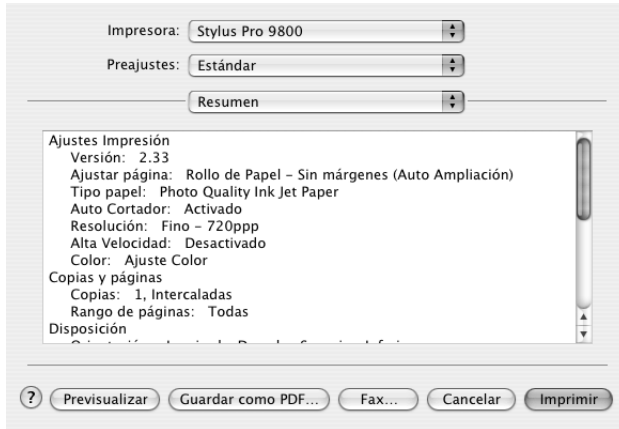 Impresora: Stylus Pro 9800
Preajustes: Estándar
Resumen
Ajustes Impresión
Versión: 2.33
Ajustar página: Rollo de Papel – Sin márgenes (Auto Ampliación)
Tipo papel: Photo Quality Ink Jet Paper
Auto Cortador: Activado
Resolución: Fino – 720ppp
Alta Velocidad: Desactivado
Color: Ajuste Color
Copias y páginas
Copias: 1, Intercaladas
Rango de páginas: Todas
Disposición
? Previsualizar Guardar como PDF... Fax... Cancelar Imprimir